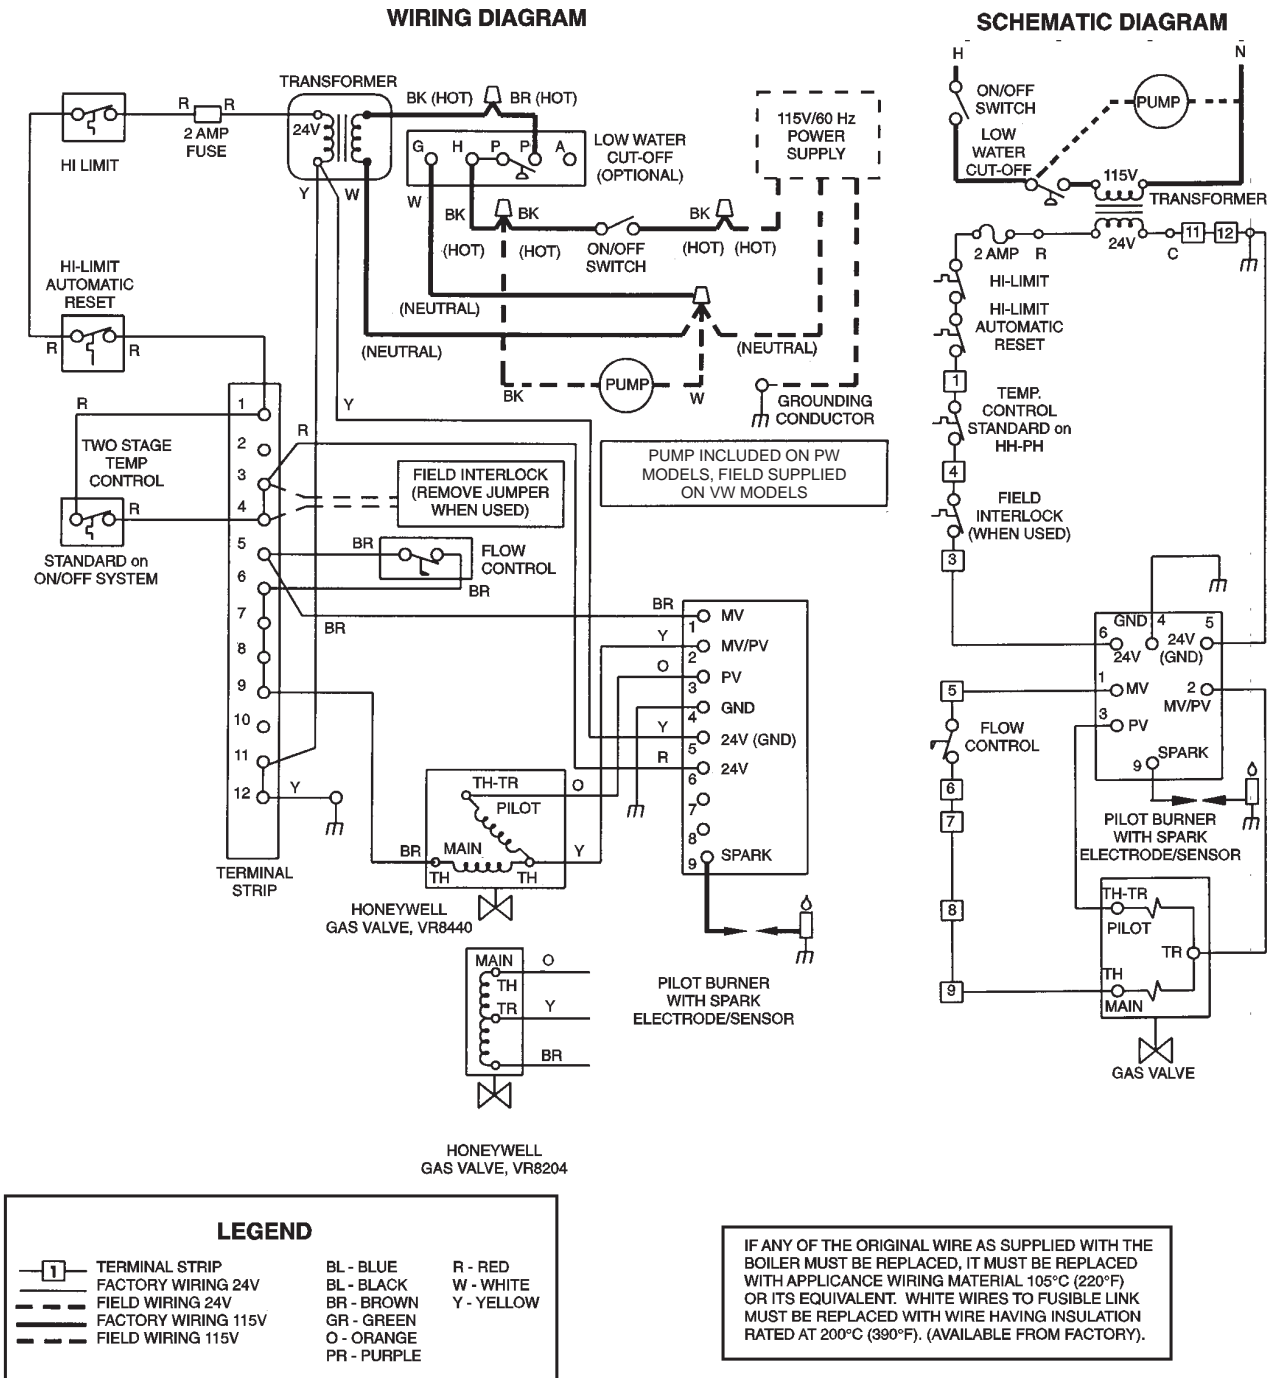 WIRING DIAGRAM
TRANSFORMER
24V
HI LIMIT
R
R
2 AMP
FUSE
BK (HOT)
BR (HOT)
G
H
P
P
A
LOW WATER
CUT-OFF
(OPTIONAL)
115V/60 Hz
POWER
SUPPLY
Y
W
W
BK
(HOT)
BK
(HOT)
ON/OFF
SWITCH
BK
(HOT)
(HOT)
HI-LIMIT
AUTOMATIC
RESET
R
R
(NEUTRAL)
(NEUTRAL)
(NEUTRAL)
PUMP
BK
W
GROUNDING
CONDUCTOR
Y
R
TWO STAGE
TEMP
CONTROL
R
STANDARD on
ON/OFF SYSTEM
1
2
3
4
5
6
7
8
9
10
11
12
TERMINAL
STRIP
R
FIELD INTERLOCK
(REMOVE JUMPER
WHEN USED)
PUMP INCLUDED ON PW
MODELS, FIELD SUPPLIED
ON VW MODELS
BR
FLOW
CONTROL
BR
BR
Y
BR
MV
1
Y
MV/PV
2
O
PV
3
GND
4
Y
24V (GND)
5
R
24V
6
7
8
SPARK
9
TH-TR
O
PILOT
MAIN
BR
Y
TH
TH
HONEYWELL
GAS VALVE, VR8440
PILOT BURNER
WITH SPARK
ELECTRODE/SENSOR
MAIN
O
TH
TR
Y
BR
HONEYWELL
GAS VALVE, VR8204
SCHEMATIC DIAGRAM
H
N
ON/OFF
SWITCH
PUMP
LOW
WATER
CUT-OFF
115V
TRANSFORMER
24V
2 AMP
R
C
11
12
HI-LIMIT
HI-LIMIT
AUTOMATIC
RESET
1
TEMP.
CONTROL
STANDARD on
HH-PH
4
FIELD
INTERLOCK
(WHEN USED)
3
GND
4
5
6
24V
24V
(GND)
1
MV
2
MV/PV
3
PV
SPARK
9
5
FLOW
CONTROL
6
7
8
9
PILOT BURNER
WITH SPARK
ELECTRODE/SENSOR
TH-TR
PILOT
TR
TH
MAIN
GAS VALVE
LEGEND
1
TERMINAL STRIP
FACTORY WIRING 24V
FIELD WIRING 24V
FACTORY WIRING 115V
FIELD WIRING 115V
BL - BLUE
BL - BLACK
BR - BROWN
GR - GREEN
O - ORANGE
PR - PURPLE
R - RED
W - WHITE
Y - YELLOW
IF ANY OF THE ORIGINAL WIRE AS SUPPLIED WITH THE
BOILER MUST BE REPLACED, IT MUST BE REPLACED
WITH APPLICANCE WIRING MATERIAL 105°C (220°F)
OR ITS EQUIVALENT. WHITE WIRES TO FUSIBLE LINK
MUST BE REPLACED WITH WIRE HAVING INSULATION
RATED AT 200°C (390°F). (AVAILABLE FROM FACTORY).